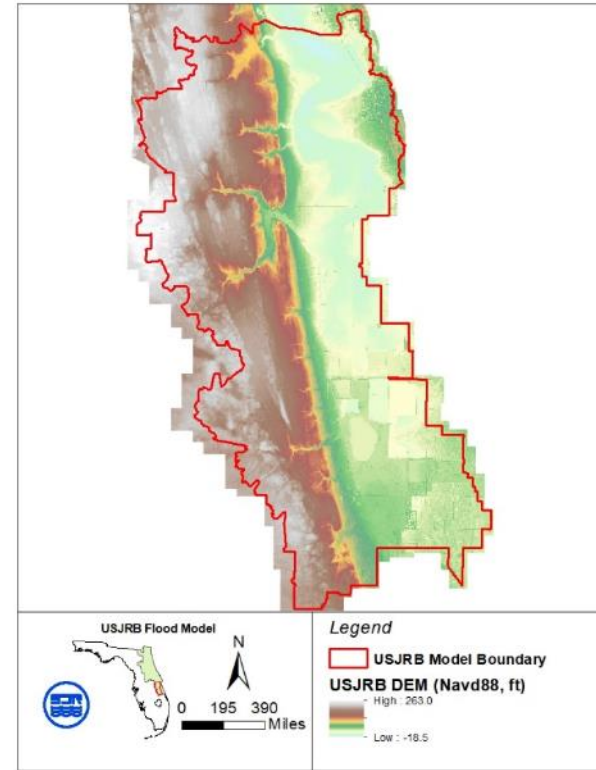 USJRB Flood Model
N
0 195 390
Miles
Legend
USJRB Model Boundary
USJRB DEM (Navd88, ft)
High : 263.0
Low : -18.5